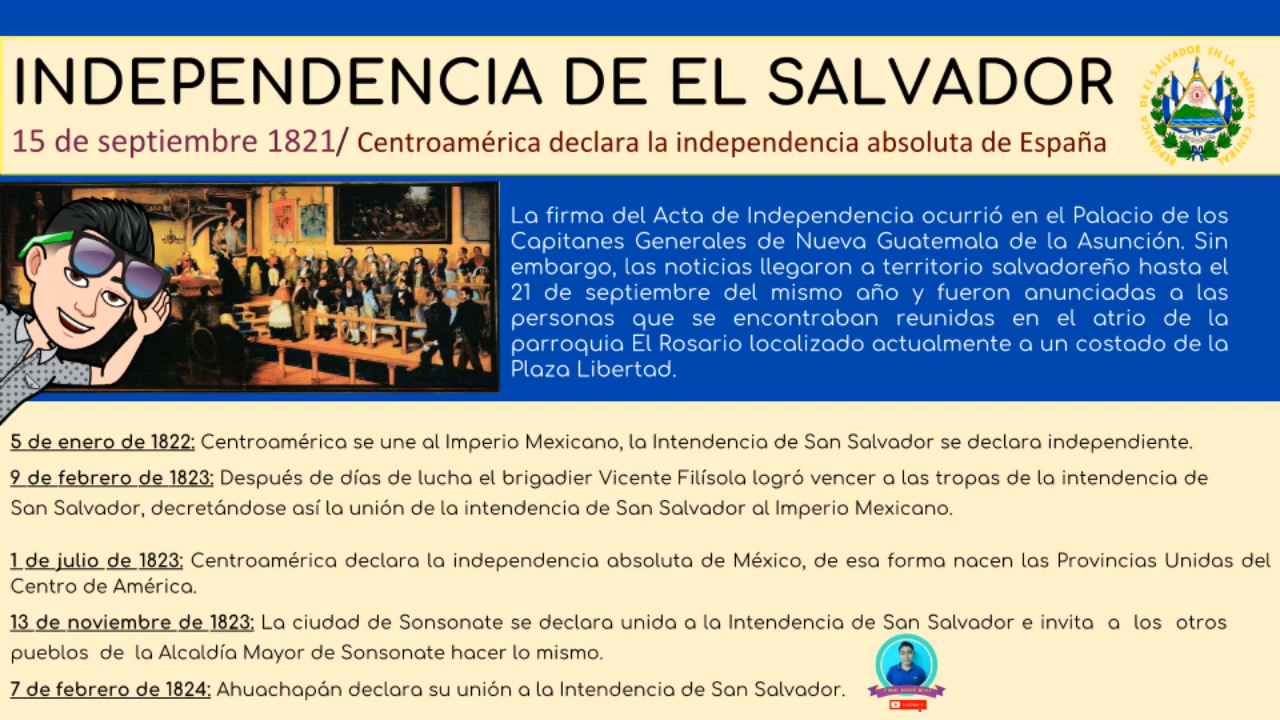 INDEPENDENCIA DE EL SALVADOR
15 de septiembre 1821/ Centroamérica declara la independencia absoluta de España
REPÚBLICA DE EL SALVADOR EN LA AMÉRICA CENTRAL
La firma del Acta de Independencia ocurrió en el Palacio de los
Capitanes Generales de Nueva Guatemala de la Asunción. Sin
embargo, las noticias llegaron a territorio salvadoreño hasta el
21 de septiembre del mismo año y fueron anunciadas a las
personas que se encontraban reunidas en el atrio de la
parroquia El Rosario localizado actualmente a un costado de la
Plaza Libertad.
5 de enero de 1822: Centroamérica se une al Imperio Mexicano, la Intendencia de San Salvador se declara independiente.
9 de febrero de 1823: Después de días de lucha el brigadier Vicente Filísola logró vencer a las tropas de la intendencia de
San Salvador, decretándose así la unión de la intendencia de San Salvador al Imperio Mexicano.
1 de julio de 1823: Centroamérica declara la independencia absoluta de México, de esa forma nacen las Provincias Unidas del
Centro de América.
13 de noviembre de 1823: La ciudad de Sonsonate se declara unida a la Intendencia de San Salvador e invita a los otros
pueblos de la Alcaldía Mayor de Sonsonate hacer lo mismo.
7 de febrero de 1824: Ahuachapán declara su unión a la Intendencia de San Salvador.